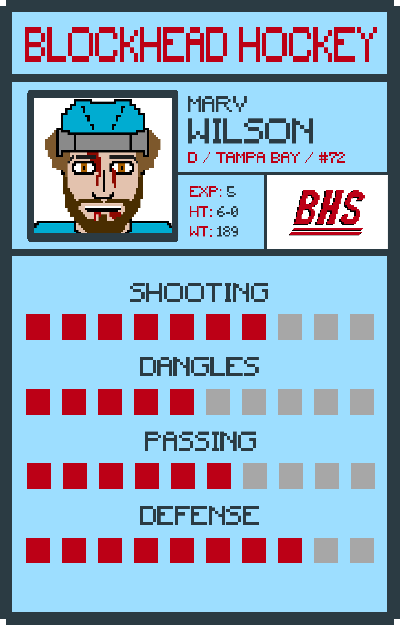 BLOCKHEAD HOCKEY
MARV
WILSON
D / TAMPA BAY / #72
EXP: 5
HT: 6-0
WT: 189
BHS
SHOOTING
DANGLES
PASSING
DEFENSE